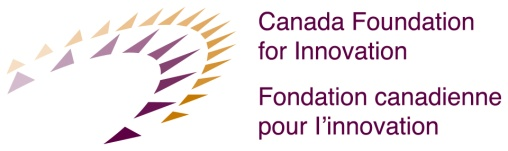 Canada Foundation
for Innovation
Fondation canadienne
pour l'innovation